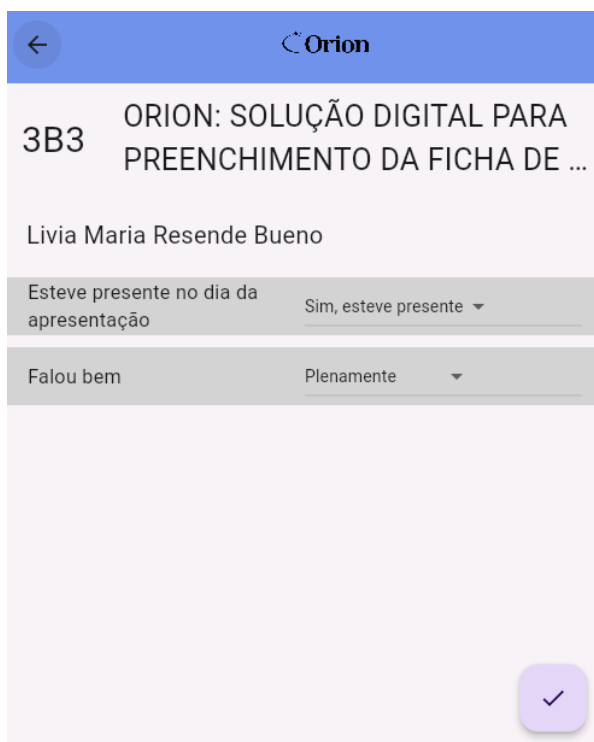 Orion
3B3
ORION: SOLUÇÃO DIGITAL PARA
PREENCHIMENTO DA FICHA DE ...
Livia Maria Resende Bueno
Esteve presente no dia da
apresentação
Sim, esteve presente
Falou bem
Plenamente